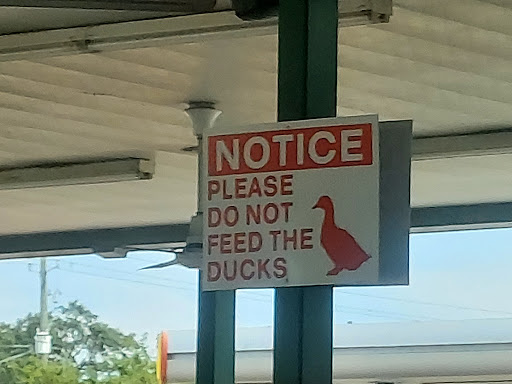 NOTICE
PLEASE
DO NOT
FEED THE
DUCKS